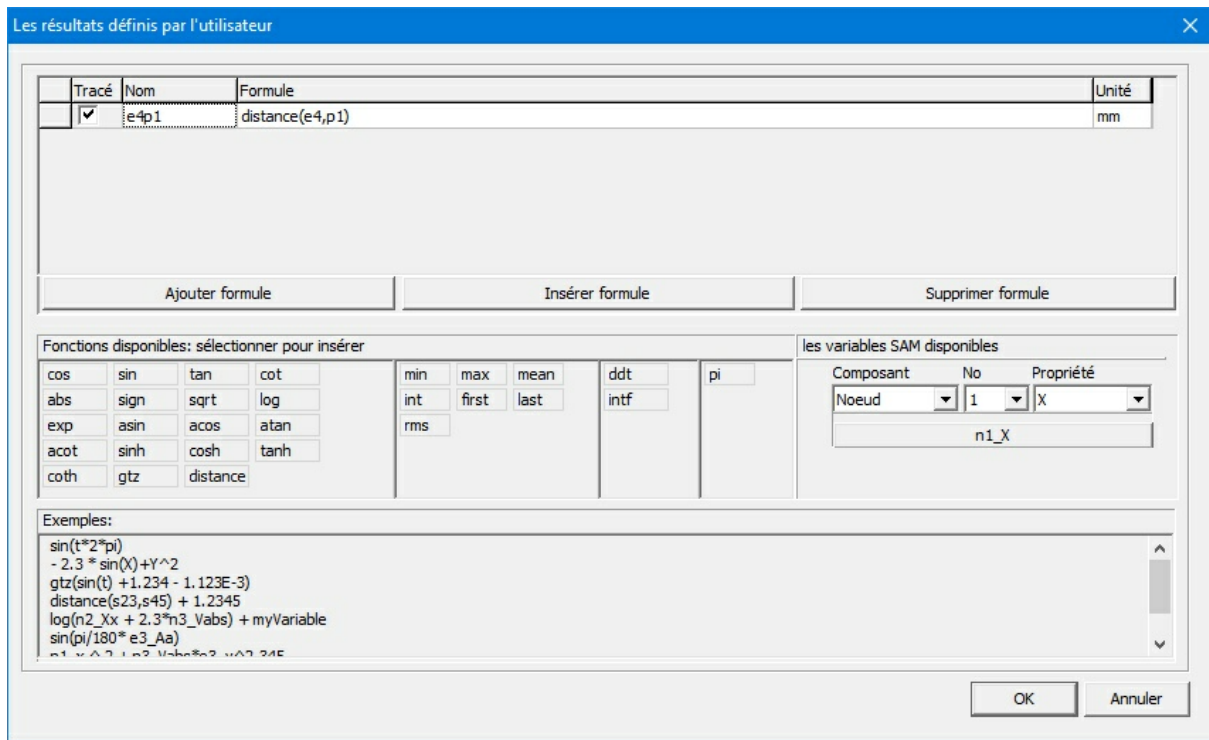 Les résultats définis par l'utilisateur
Tracé Nom Formule Unité
e4p1 distance(e4,p1) mm
Ajouter formule Insérer formule Supprimer formule
Fonctions disponibles: sélectionner pour insérer les variables SAM disponibles
cos sin tan cot min max mean ddt pi Composant No Propriété
abs sign sqrt log int first last intf Noeud 1 X
exp asin acos atan rms n1_X
acot sinh cosh tanh
coth gtz distance
Exemples:
sin(t*2*pi)
- 2.3 * sin(X)+Y^2
gtz(sin(t) +1.234 - 1.123E-3)
distance(s23,s45) + 1.2345
log(n2_Xx + 2.3*n3_Vabs) + myVariable
sin(pi/180* e3_Aa)
OK Annuler